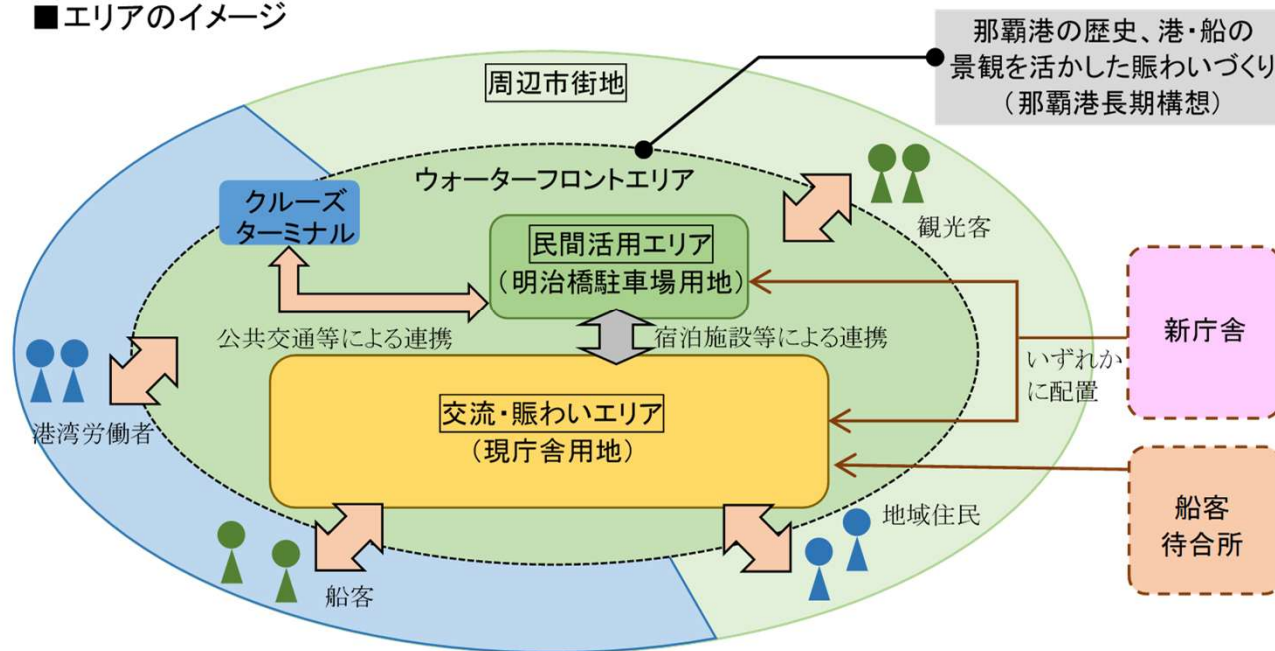 ■エリアのイメージ
那覇港の歴史、港・船の
景観を活かした賑わいづくり
（那覇港長期構想）
周辺市街地
ウォーターフロントエリア
クルーズ
ターミナル
観光客
民間活用エリア
（明治橋駐車場用地）
公共交通等による連携
宿泊施設等による連携
新庁舎
いずれか
に配置
港湾労働者
交流・賑わいエリア
（現庁舎用地）
地域住民
船客
待合所
船客